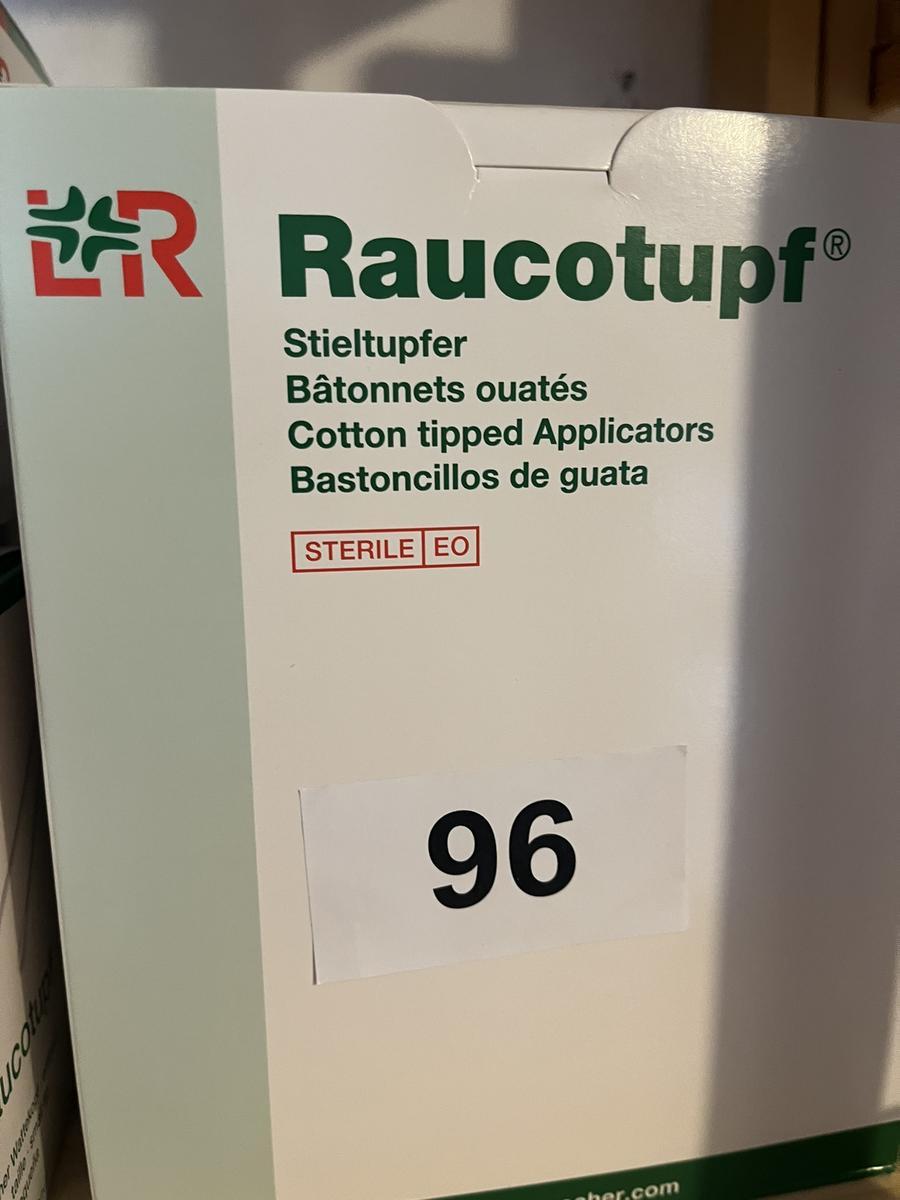 L R
Raucotupf®
Stieltupfer
Bâtonnets ouatés
Cotton tipped Applicators
Bastoncillos de guata
STERILE EO
96